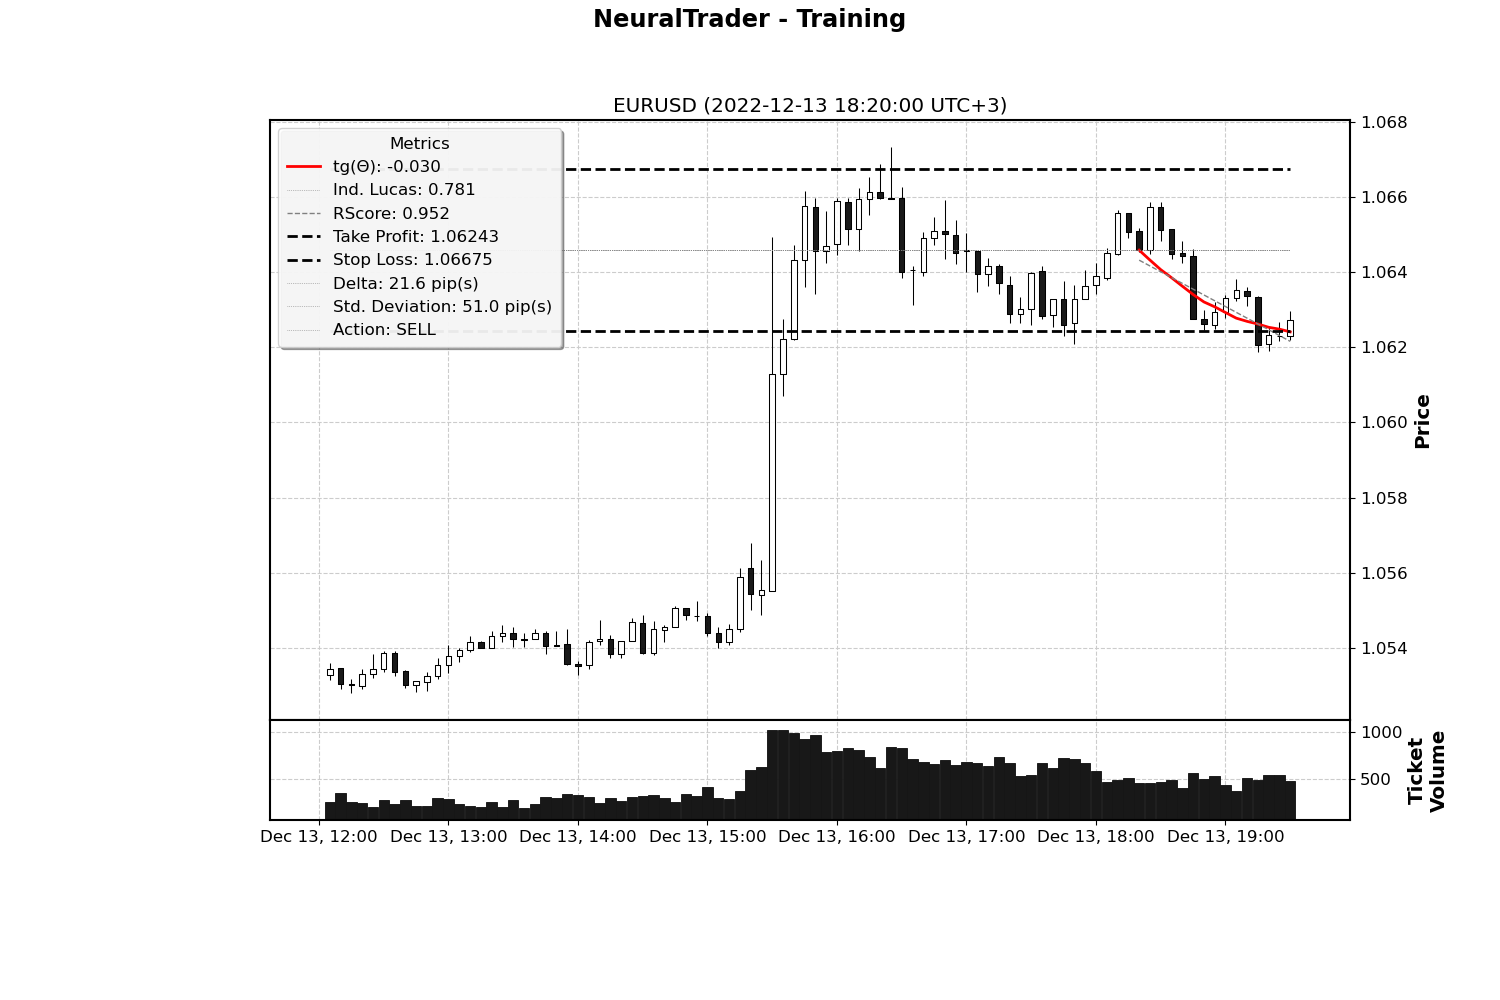 NeuralTrader - Training
EURUSD (2022-12-13 18:20:00 UTC+3)
Metrics
tg(Θ): -0.030
Ind. Lucas: 0.781
RScore: 0.952
Take Profit: 1.06243
Stop Loss: 1.06675
Delta: 21.6 pip(s)
Std. Deviation: 51.0 pip(s)
Action: SELL
1.068
1.066
1.064
1.062
1.060
1.058
1.056
1.054
Price
1000
500
Ticket
Volume
Dec 13, 12:00 Dec 13, 13:00 Dec 13, 14:00 Dec 13, 15:00 Dec 13, 16:00 Dec 13, 17:00 Dec 13, 18:00 Dec 13, 19:00